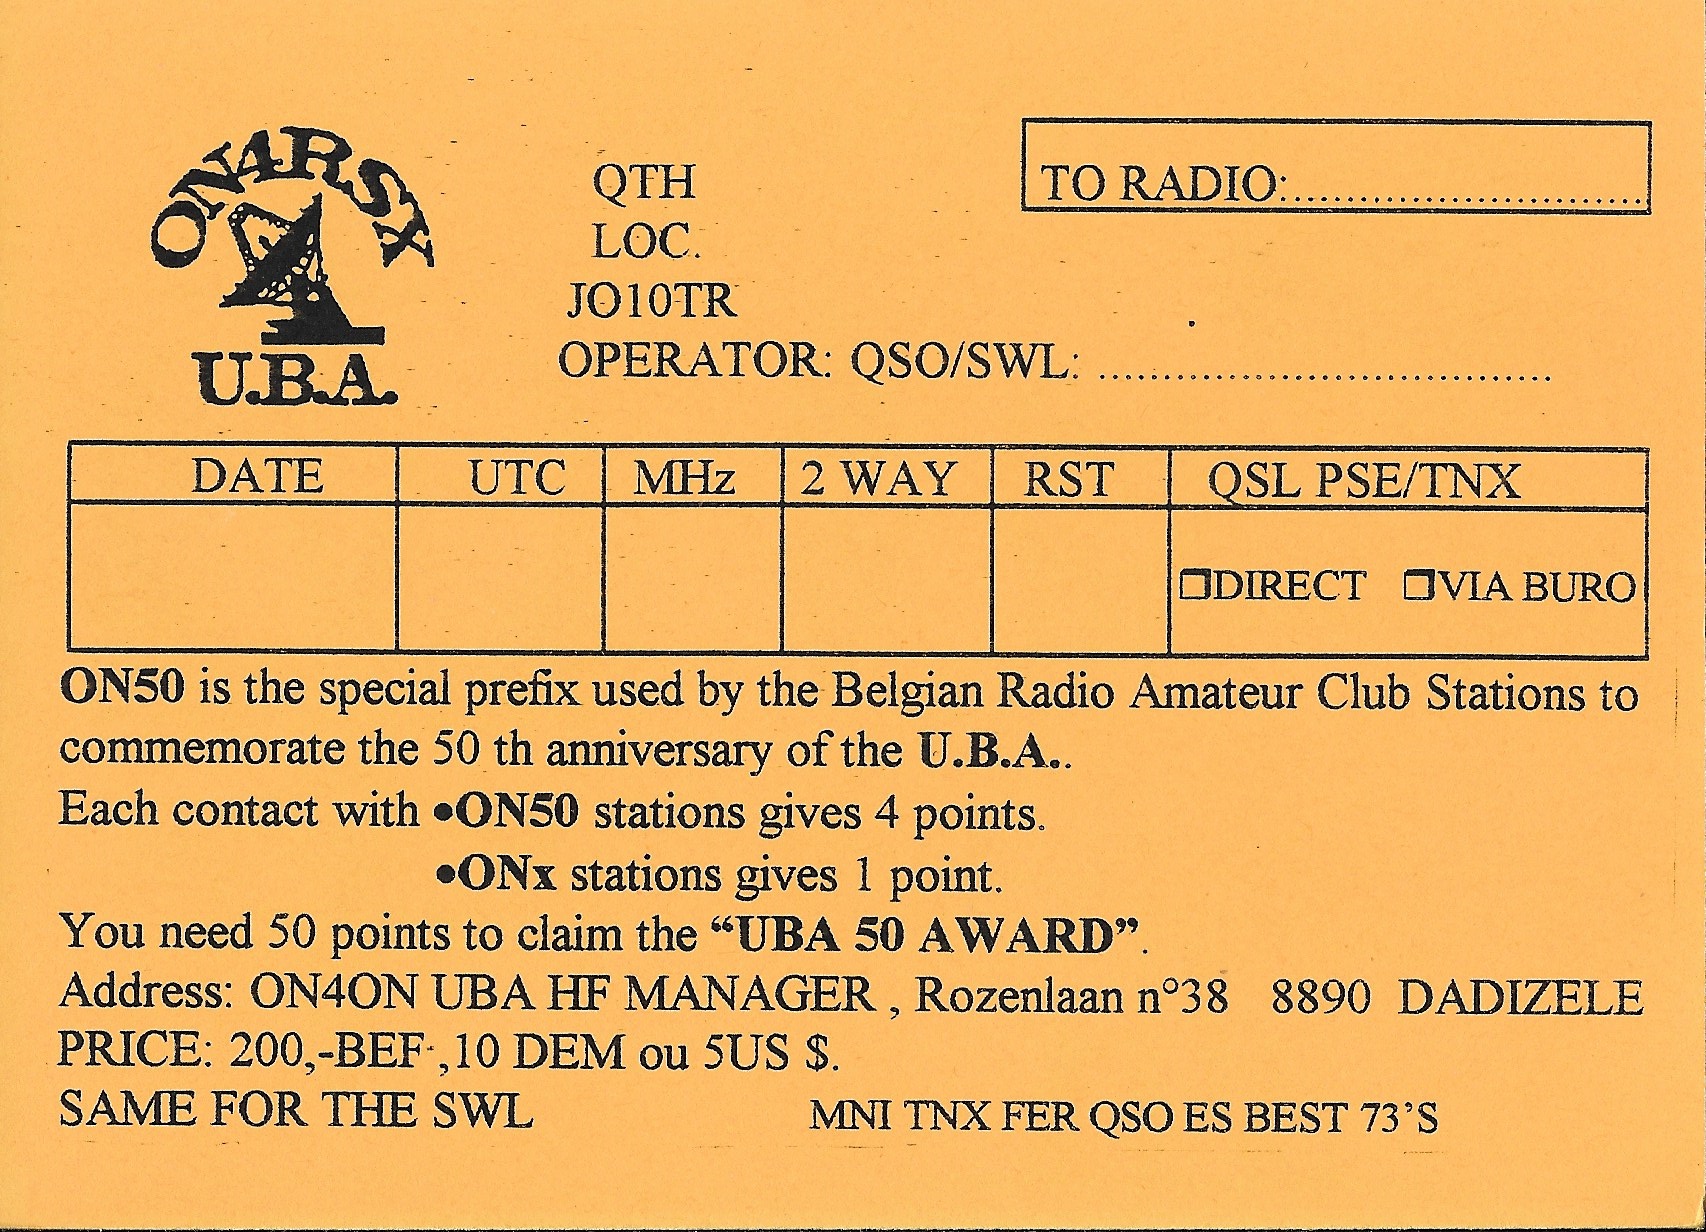 ON4RSX
U.B.A.
QTH
LOC.
JO10TR
TO RADIO:..............................
OPERATOR: QSO/SWL: ....................................
DATE UTC MHz 2 WAY RST QSL PSE/TNX
❒DIRECT ❒VIA BURO
ON50 is the special prefix used by the Belgian Radio Amateur Club Stations to
commemorate the 50 th anniversary of the U.B.A..
Each contact with •ON50 stations gives 4 points.
•ONx stations gives 1 point.
You need 50 points to claim the “UBA 50 AWARD”.
Address: ON4ON UBA HF MANAGER , Rozenlaan n°38 8890 DADIZELE
PRICE: 200,-BEF ,10 DEM ou 5US $.
SAME FOR THE SWL MNI TNX FER QSO ES BEST 73’S